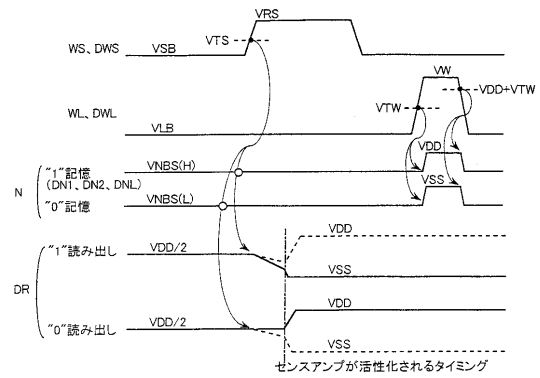 VRS
VTS
WS、DWS
VSB
VW
VDD+VTW
VTW
WL、DWL
VLB
VDD
"1"記憶
VNBS(H)
(DN1、DN2、DNL)
N
VSS
"0"記憶
VNBS(L)
VDD
"1"読み出し
VDD/2
VSS
DR
VDD
"0"読み出し
VDD/2
VSS
センスアンプが活性化されるタイミング